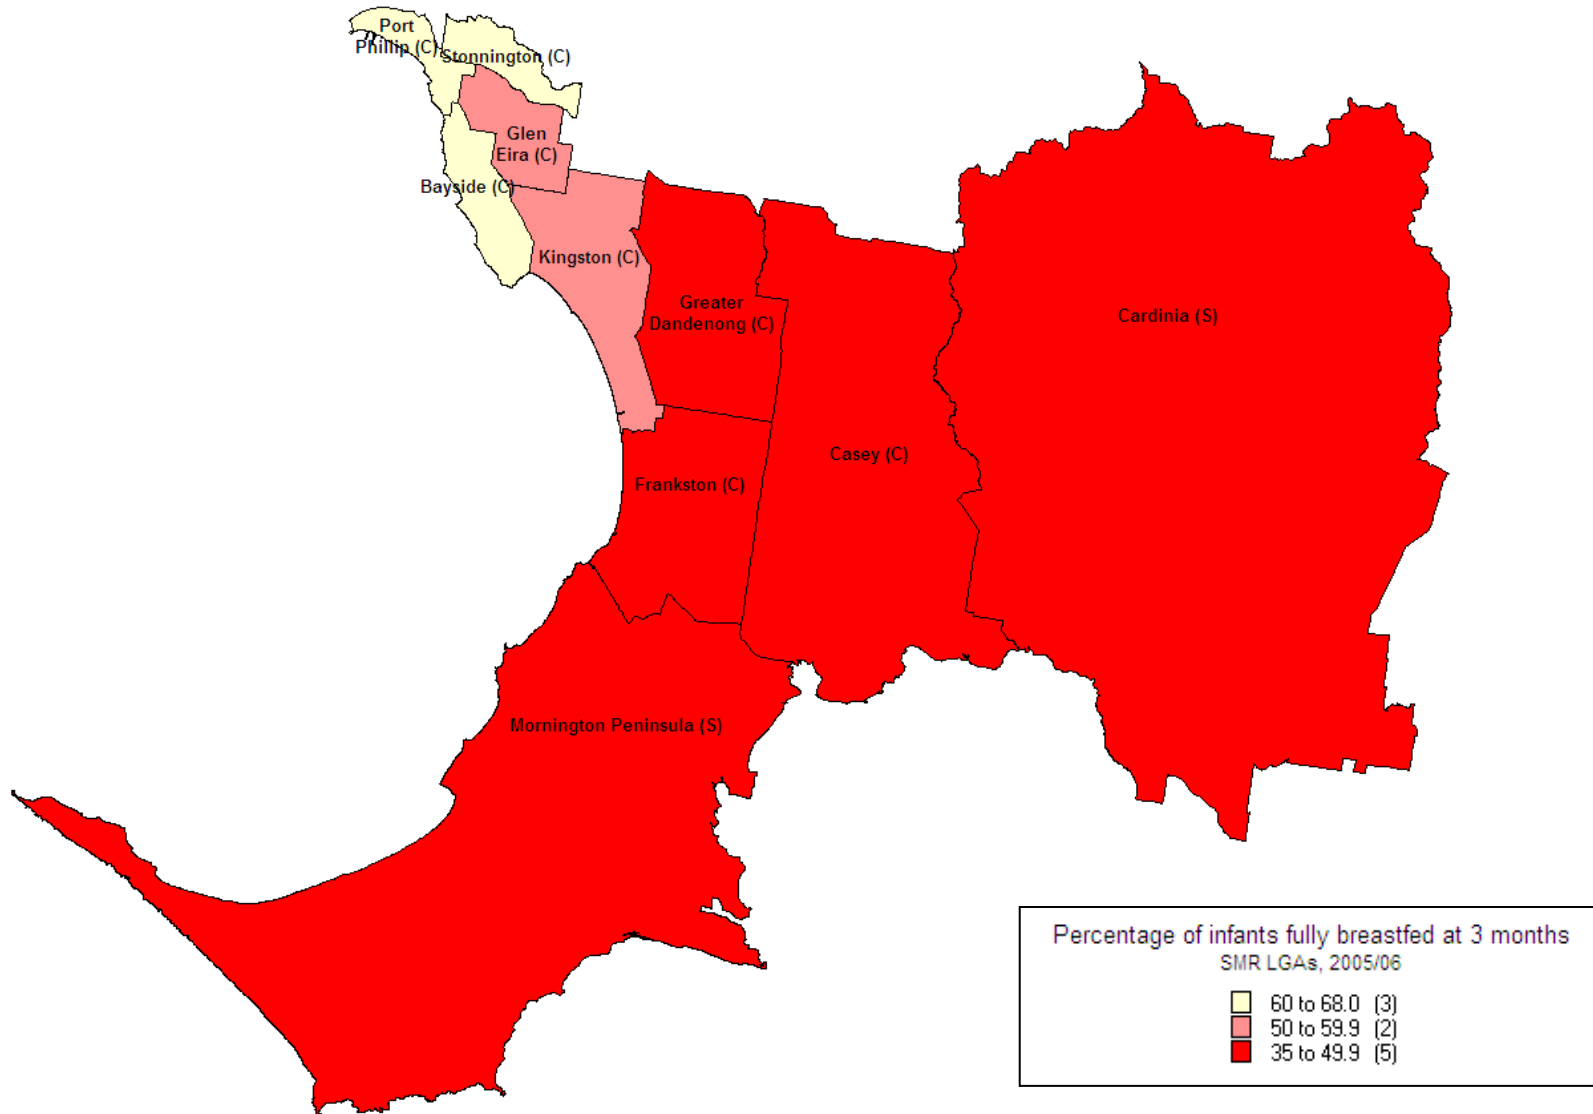 Port
Phillip (C)
Stonnington (C)
Glen
Eira (C)
Bayside (C)
Kingston (C)
Greater
Dandenong (C)
Cardinia (S)
Casey (C)
Frankston (C)
Mornington Peninsula (S)
Percentage of infants fully breastfed at 3 months
SMR LGAs, 2005/06
60 to 68.0 (3)
50 to 59.9 (2)
35 to 49.9 (5)